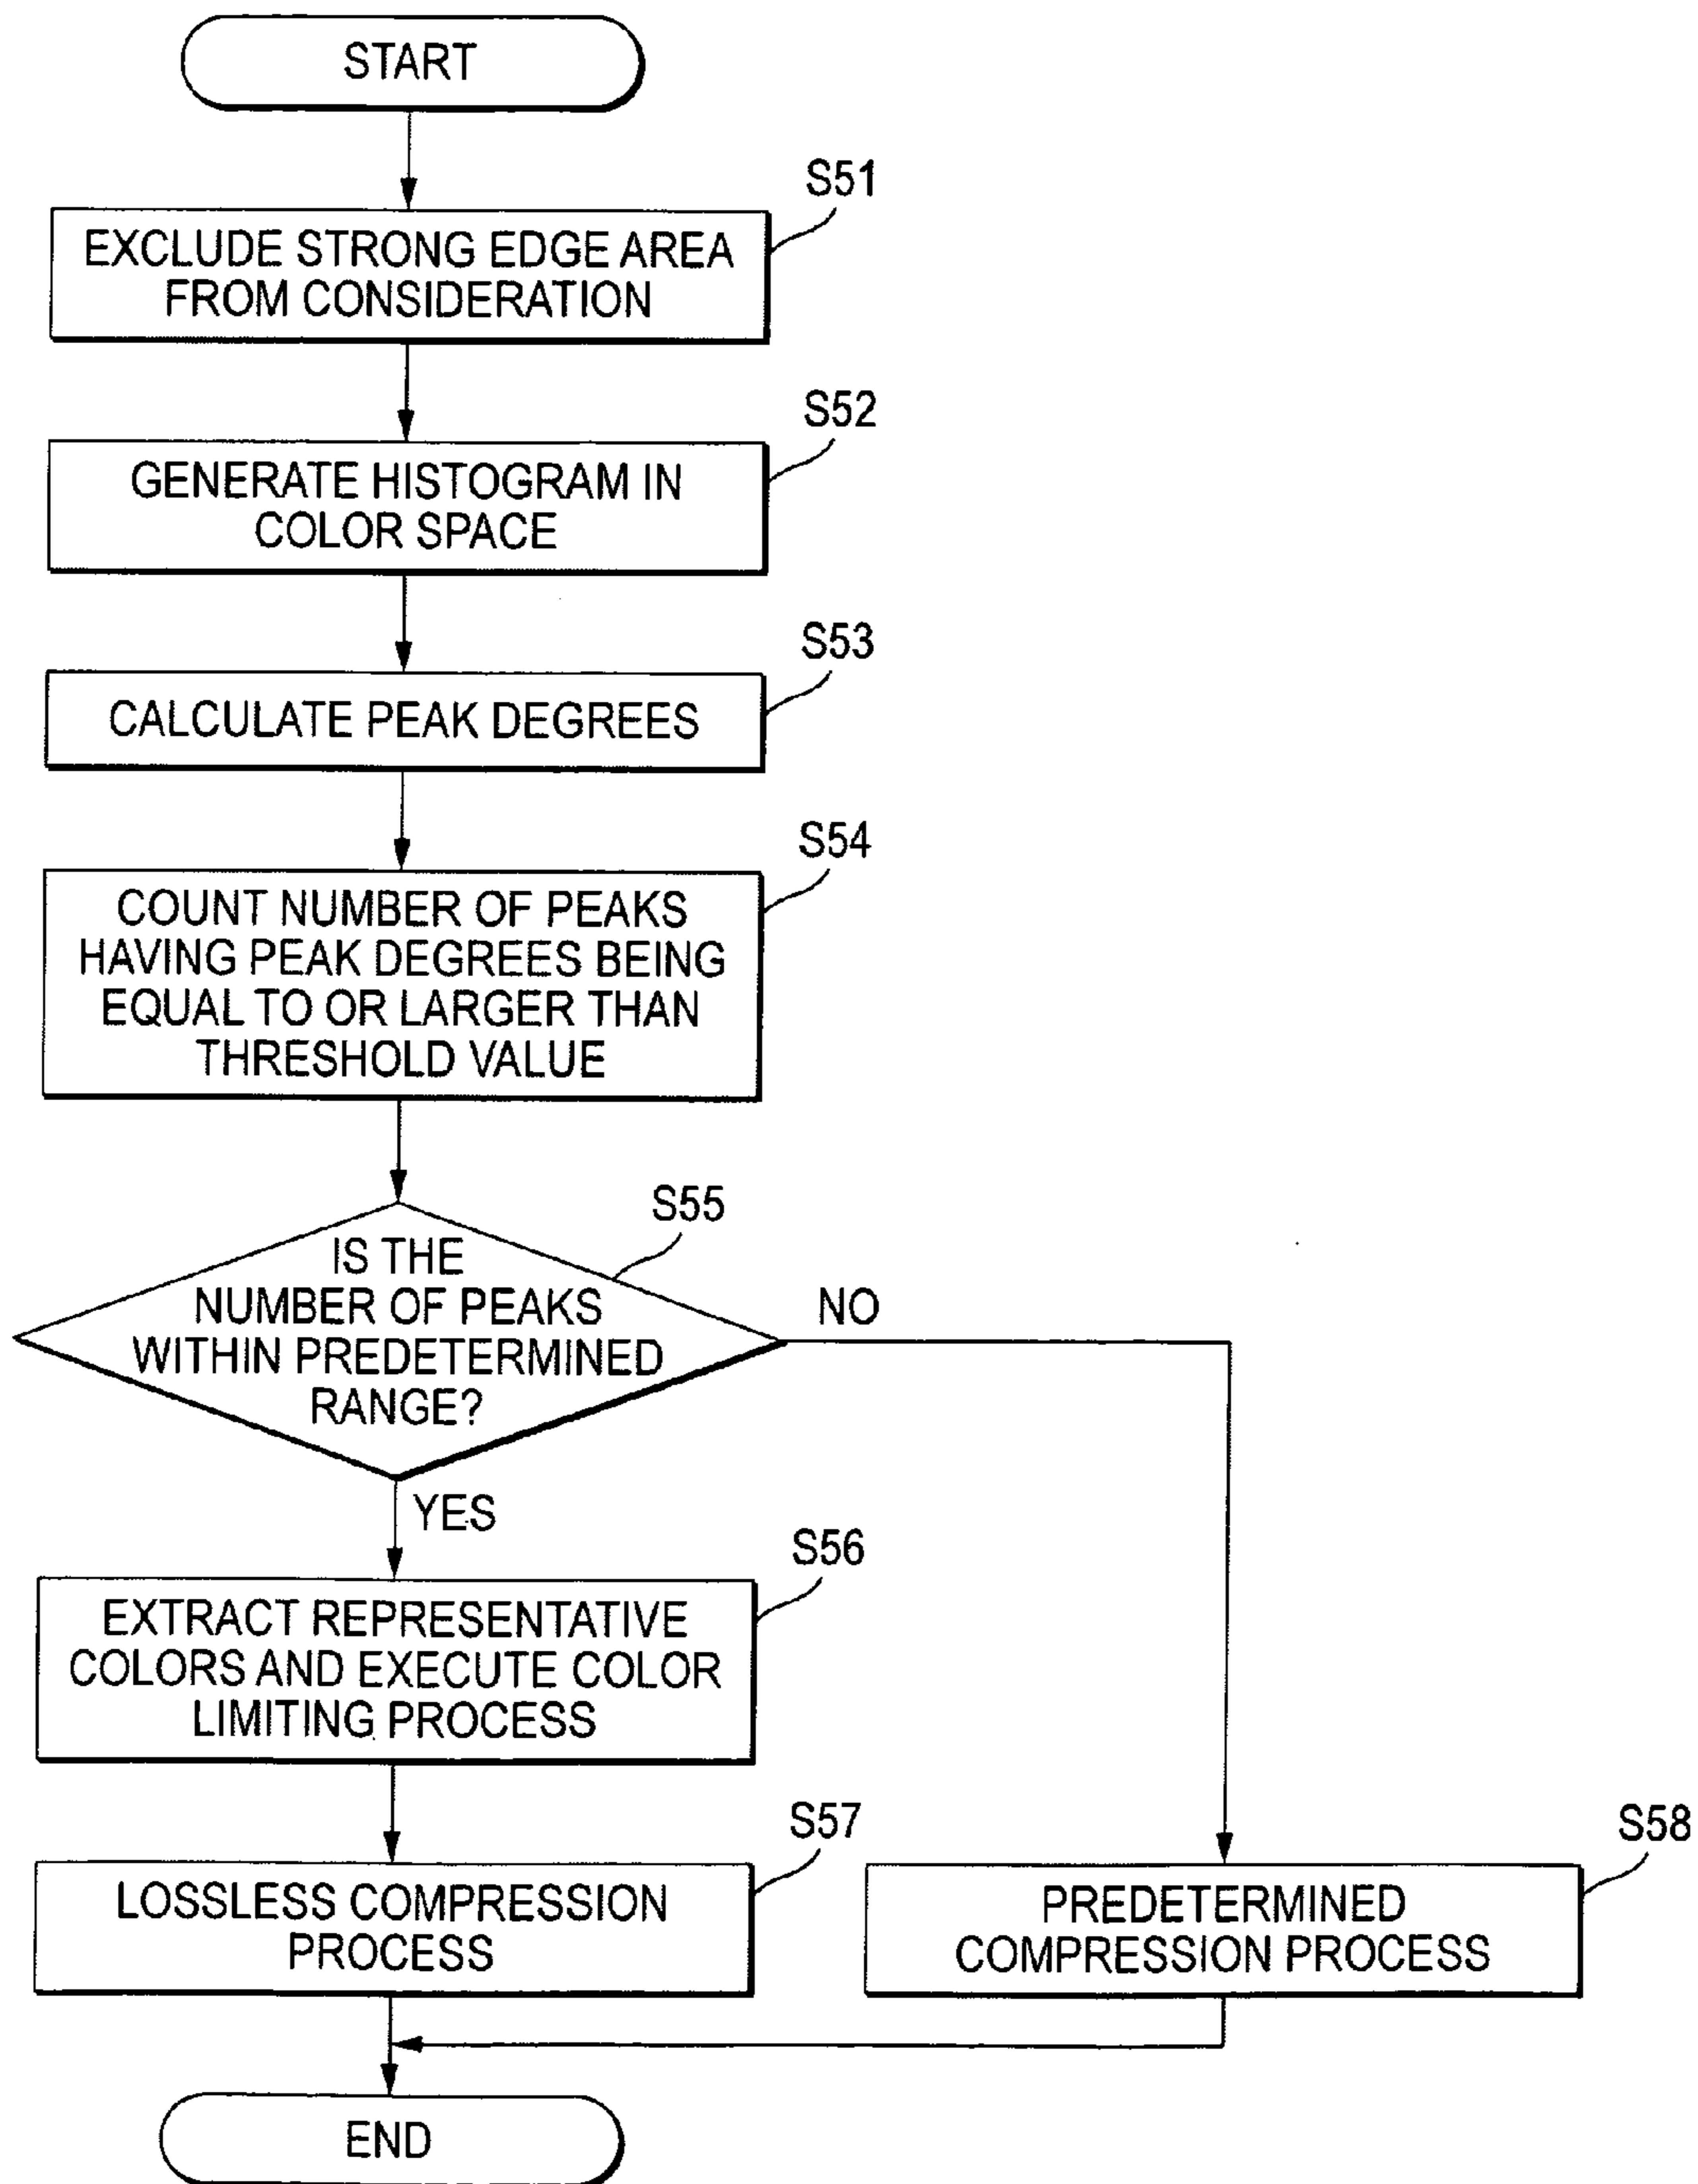 START
S51
EXCLUDE STRONG EDGE AREA
FROM CONSIDERATION
S52
GENERATE HISTOGRAM IN
COLOR SPACE
S53
CALCULATE PEAK DEGREES
S54
COUNT NUMBER OF PEAKS
HAVING PEAK DEGREES BEING
EQUAL TO OR LARGER THAN
THRESHOLD VALUE
S55
IS THE
NUMBER OF PEAKS
WITHIN PREDETERMINED
RANGE?
NO
YES
S56
EXTRACT REPRESENTATIVE
COLORS AND EXECUTE COLOR
LIMITING PROCESS
S57
LOSSLESS COMPRESSION
PROCESS
S58
PREDETERMINED
COMPRESSION PROCESS
END